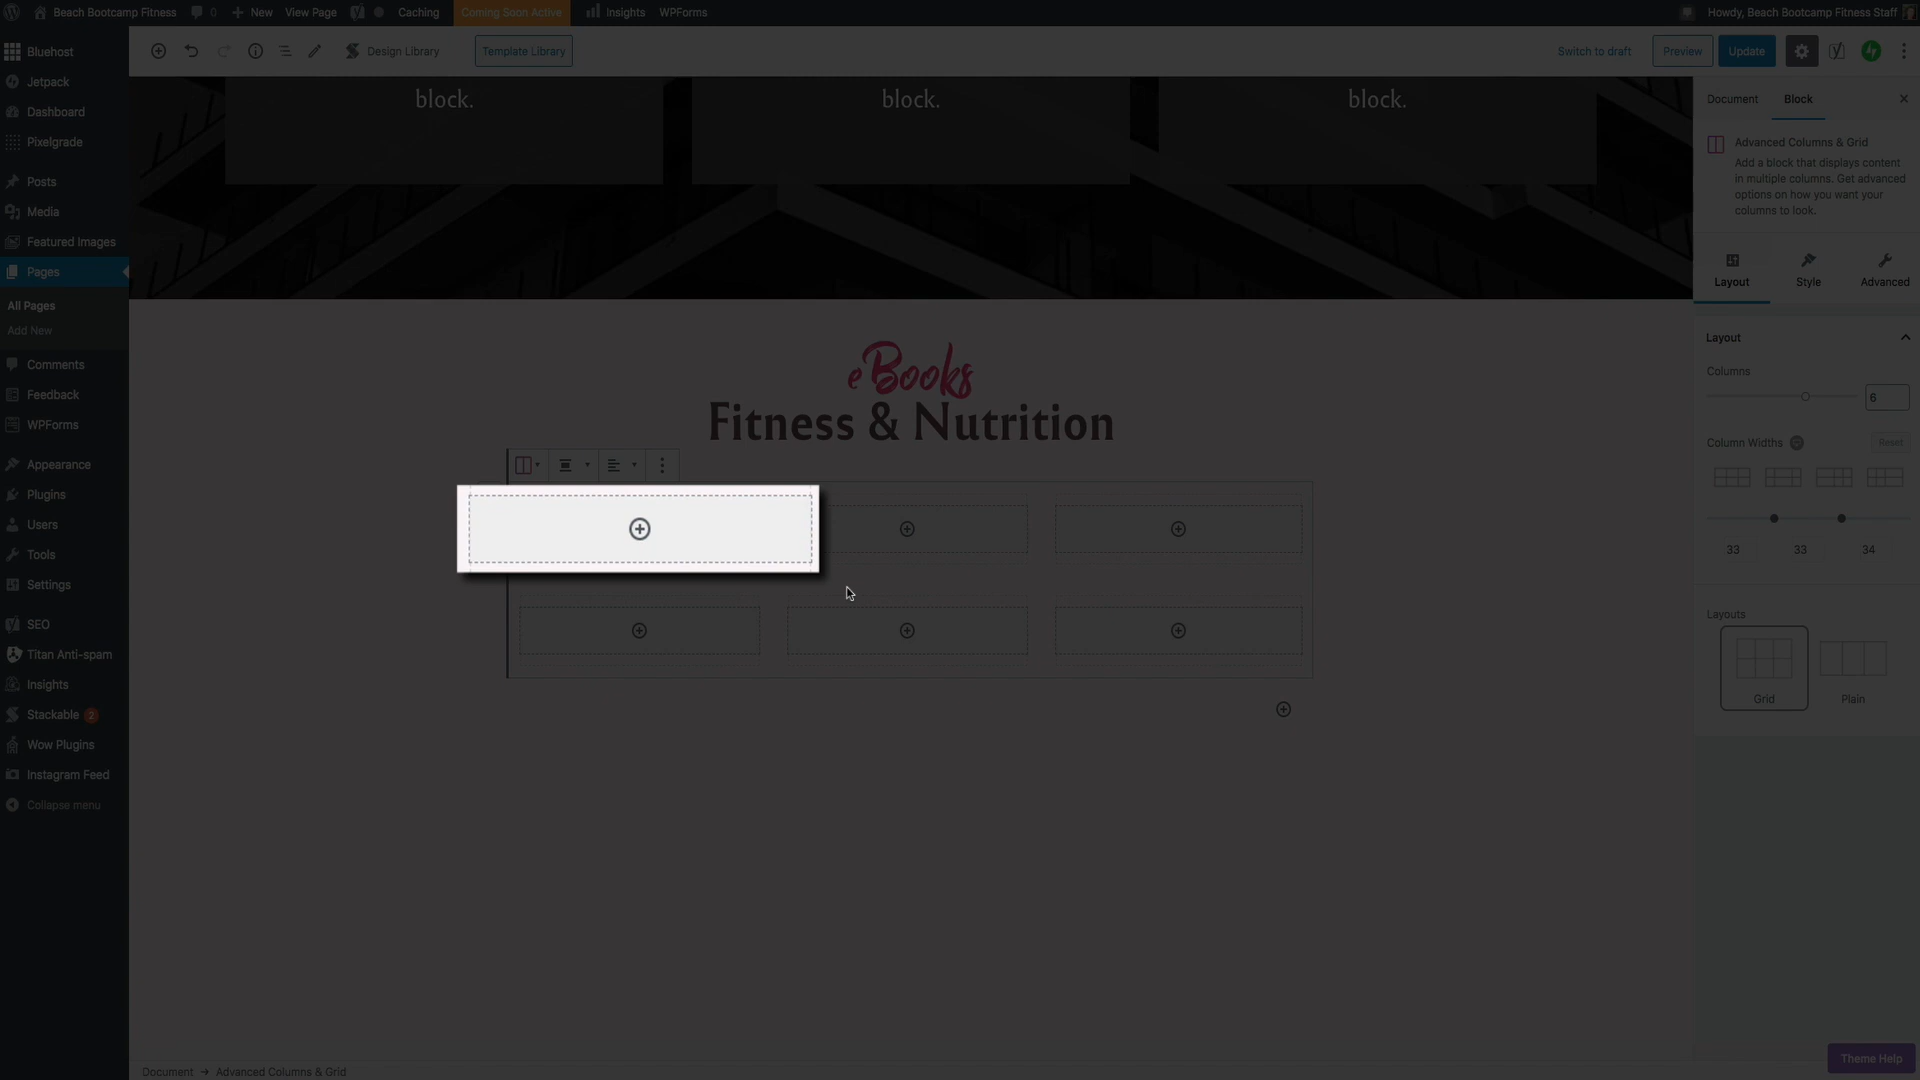 Beach Bootcamp Fitness 0 New View Page Caching Coming Soon Active Insights WPForms Howdy, Beach Bootcamp Fitness Staff
Bluehost
Jetpack
Dashboard
Pixelgrade
Posts
Media
Featured Images
Pages
All Pages
Add New
Comments
Feedback
WPForms
Appearance
Plugins
Users
Tools
Settings
SEO
Titan Anti-spam
Insights
Stackable 2
Wow Plugins
Instagram Feed
Collapse menu
Design Library Template Library Switch to draft Preview Update
block. block. block.
eBooks
Fitness & Nutrition
Document Block
Advanced Columns & Grid
Add a block that displays content
in multiple columns. Get advanced
options on how you want your
columns to look.
Layout Style Advanced
Layout
Columns
6
Column Widths Reset
33 33 34
Layouts
Grid Plain
Theme Help
Document → Advanced Columns & Grid